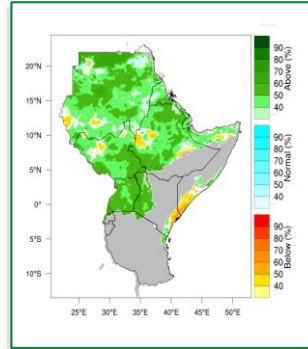 20°N
15°N
10°N
5°N
0°
5°S
10°S
25°E
30°E
35°E
40°E
45°E
50°E
90
80
70
60
50
40
Above (%)
90
80
70
60
50
40
Normal (%)
90
80
70
60
50
40
Below (%)